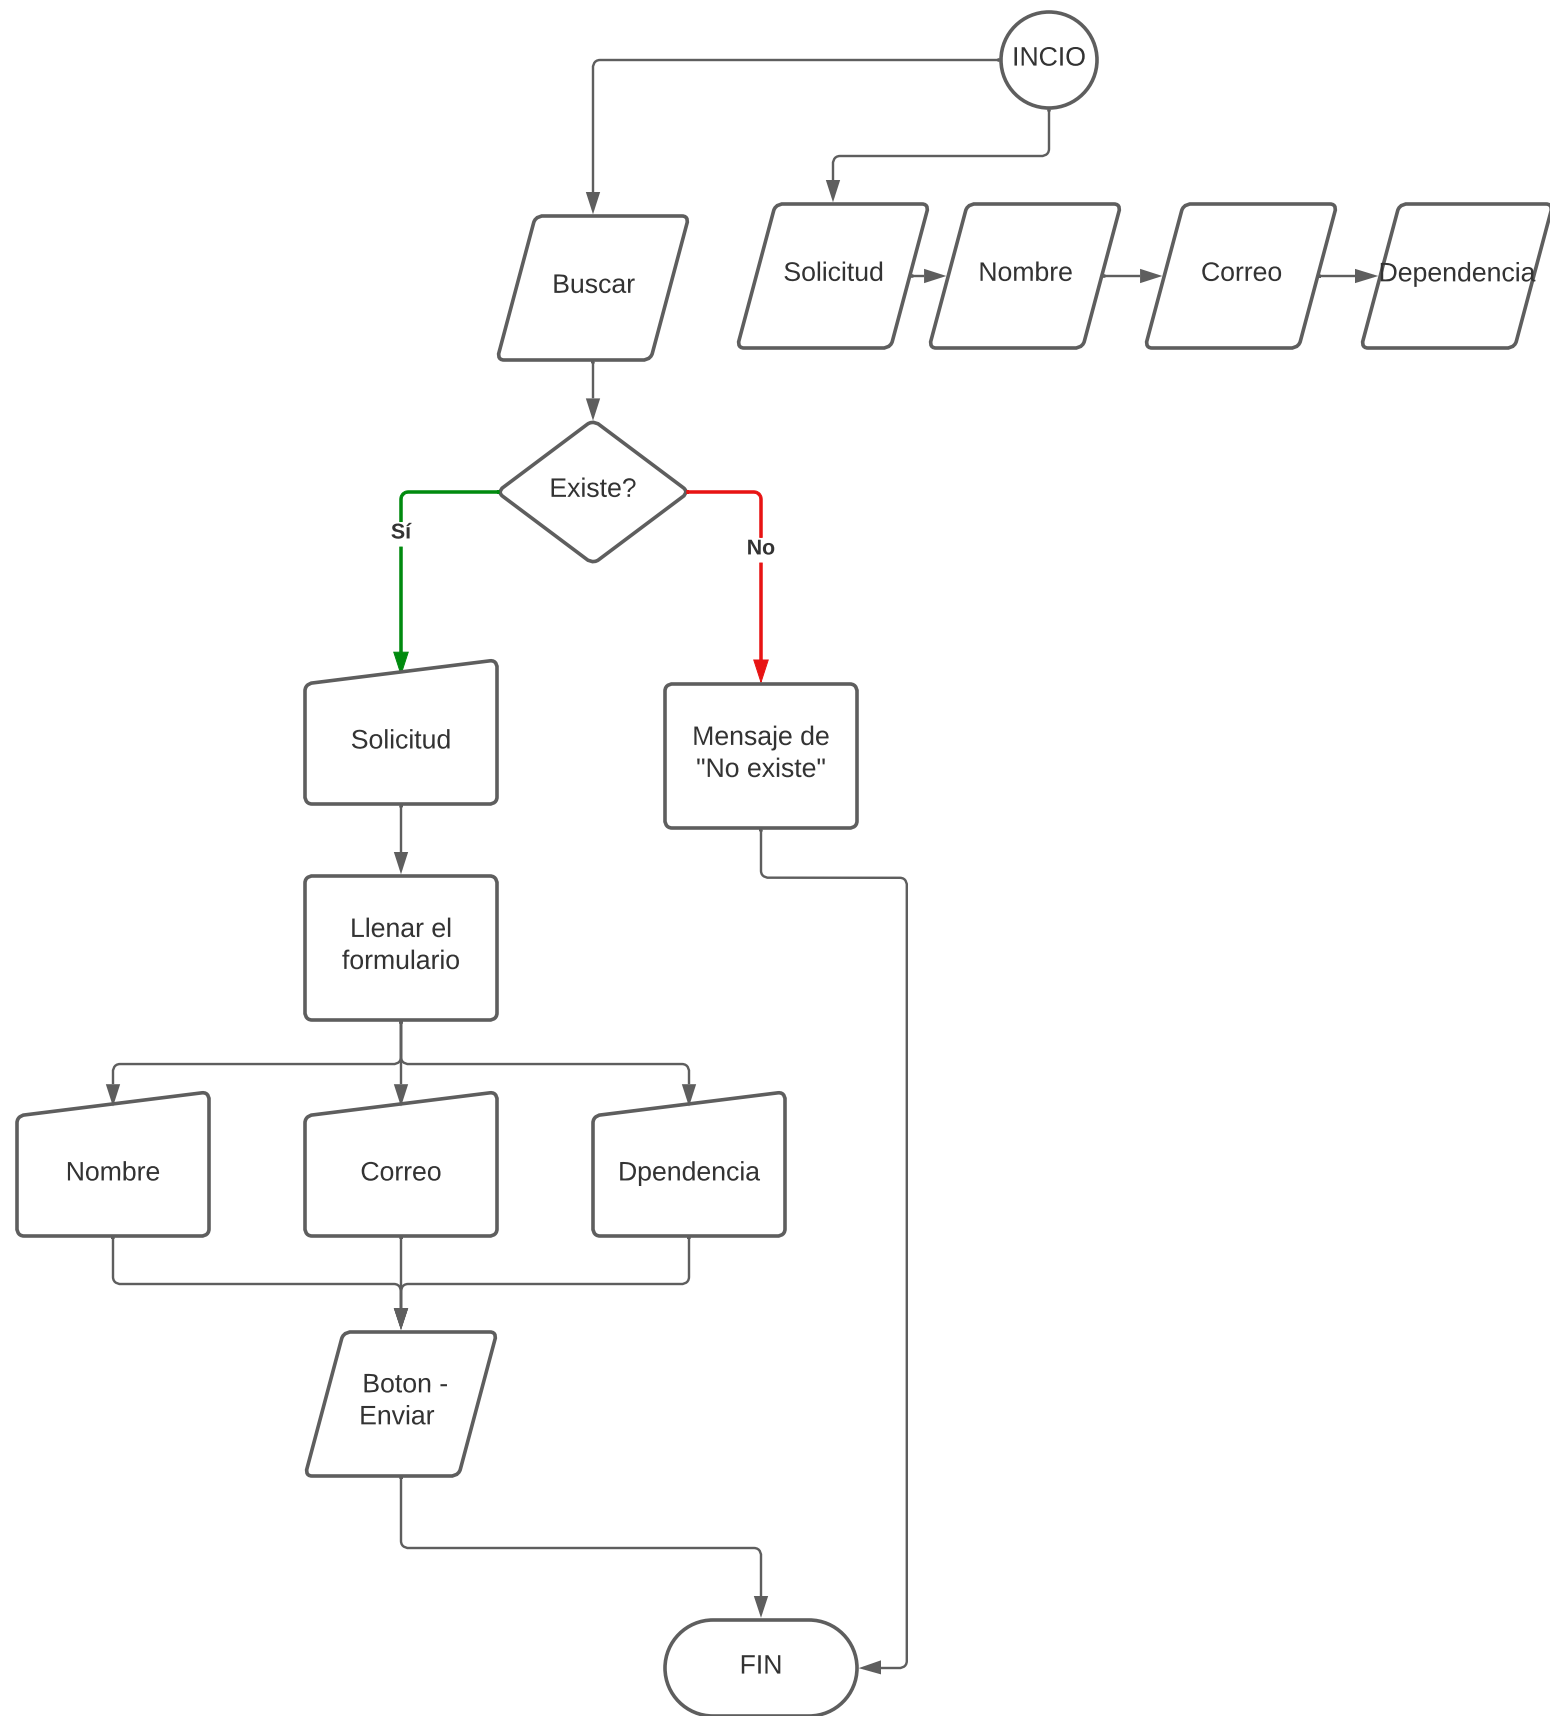 INCIO
Buscar
Solicitud
Nombre
Correo
Dependencia
Existe?
Sí
No
Solicitud
Mensaje de
"No existe"
Llenar el
formulario
Nombre
Correo
Dpendencia
Boton -
Enviar
FIN